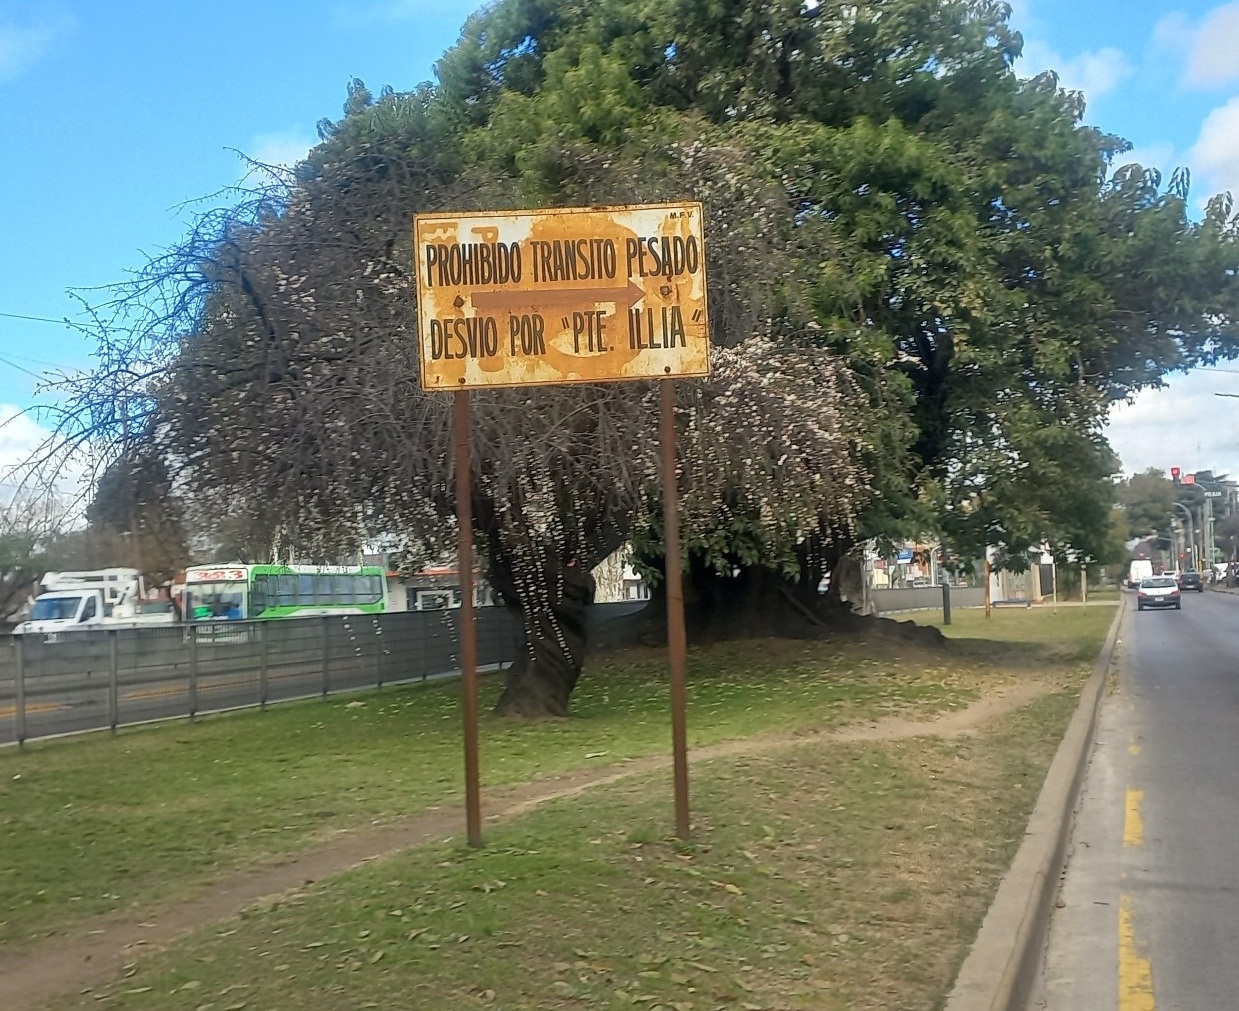 M.F.V.
PROHIBIDO TRANSITO PESADO
DESVIO POR "PTE. ILLIA"